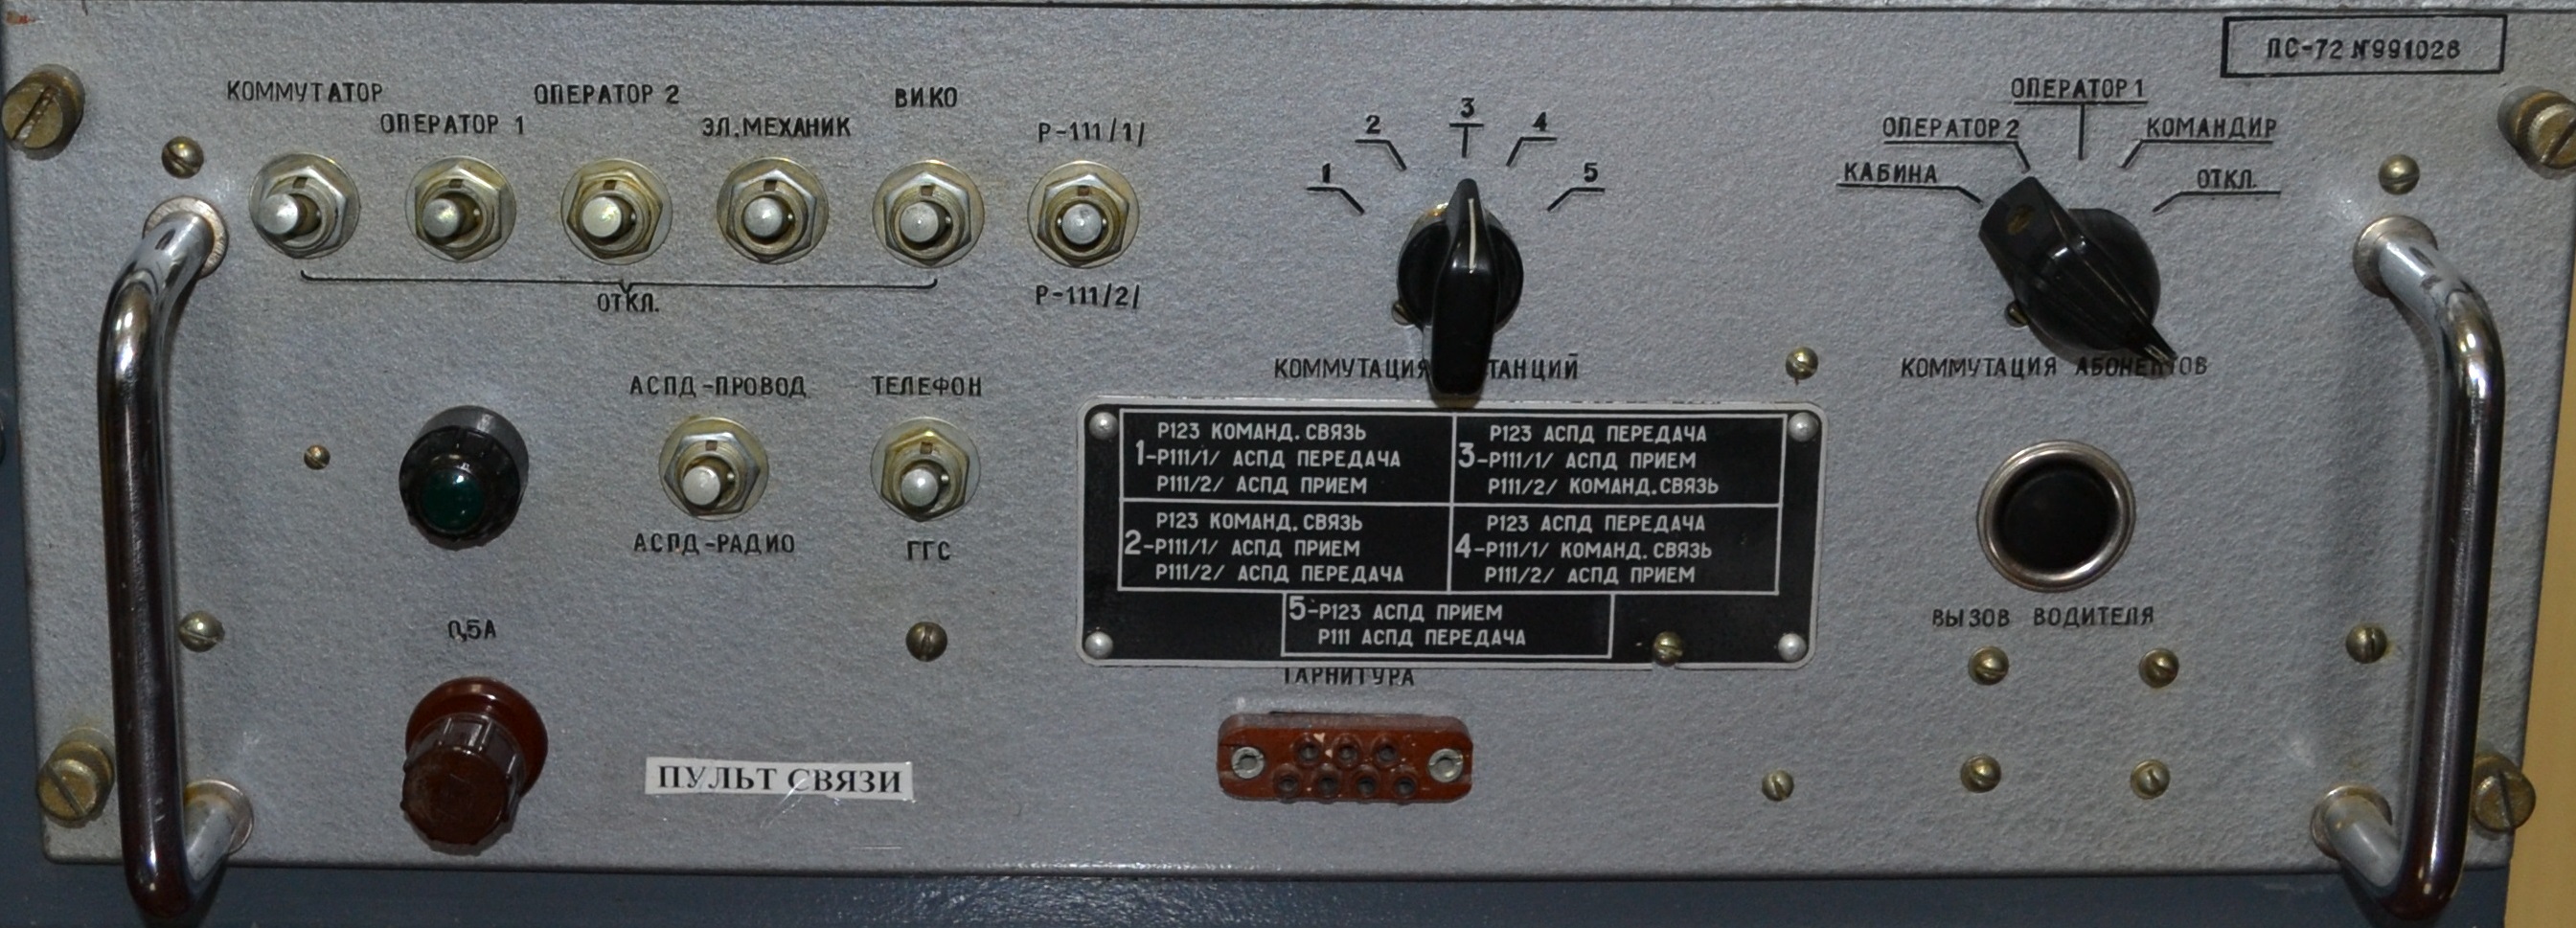 ПС-72 №991026
КОММУТАТОР
ОПЕРАТОР 1
ОПЕРАТОР 2
ЭЛ.МЕХАНИК
ВИКО
Р-111/1/
ОТКЛ.
Р-111/2/
1
2
3
4
5
КОММУТАЦИЯ
ТАНЦИЙ
КАБИНА
ОПЕРАТОР 2
ОПЕРАТОР 1
КОМАНДИР
ОТКЛ.
КОММУТАЦИЯ АБОНЕНТОВ
АСПД-ПРОВОД
АСПД-РАДИО
ТЕЛЕФОН
ГГС
0,5А
Р123 КОМАНД.СВЯЗЬ
1-Р111/1/ АСПД ПЕРЕДАЧА
Р111/2/ АСПД ПРИЕМ
Р123 КОМАНД.СВЯЗЬ
2-Р111/1/ АСПД ПРИЕМ
Р111/2/ АСПД ПЕРЕДАЧА
Р123 АСПД ПЕРЕДАЧА
3-Р111/1/ АСПД ПРИЕМ
Р111/2/ КОМАНД.СВЯЗЬ
Р123 АСПД ПЕРЕДАЧА
4-Р111/1/ КОМАНД.СВЯЗЬ
Р111/2/ АСПД ПРИЕМ
5-Р123 АСПД ПРИЕМ
Р111 АСПД ПЕРЕДАЧА
ГАРНИТУРА
ВЫЗОВ ВОДИТЕЛЯ
ПУЛЬТ СВЯЗИ